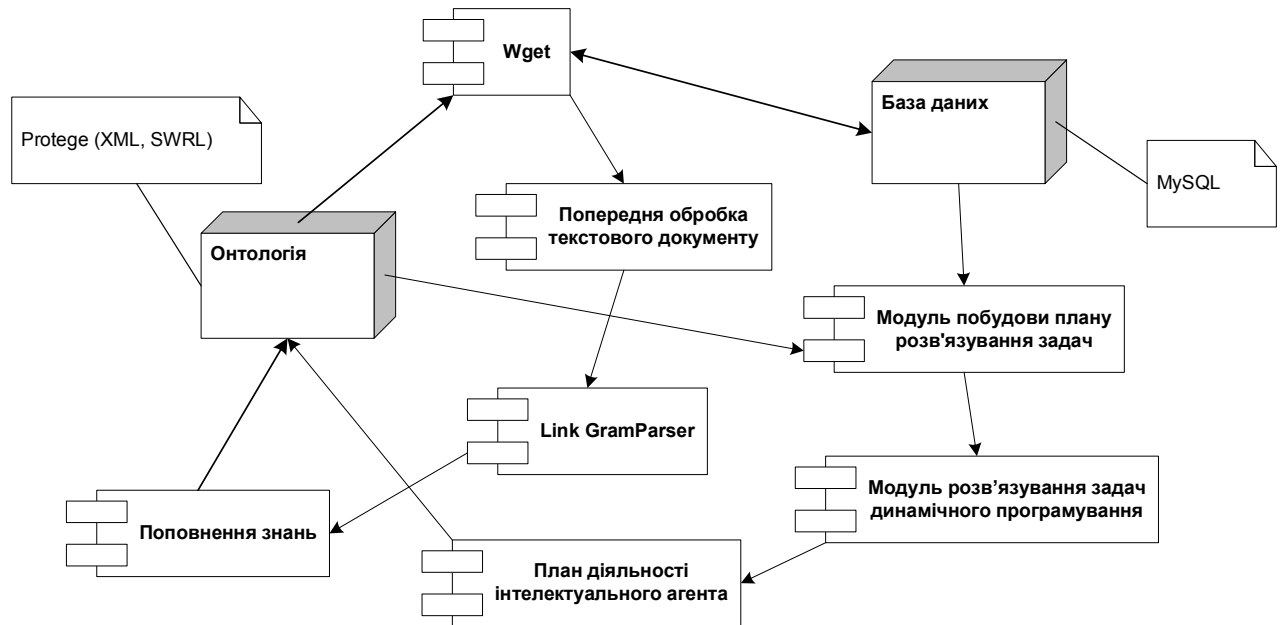 Wget
База даних
Protege (XML, SWRL)
MySQL
Попередня обробка
текстового документу
Онтологія
Модуль побудови плану
розв'язування задач
Link GramParser
Модуль розв’язування задач
динамічного програмування
Поповнення знань
План діяльності
інтелектуального агента